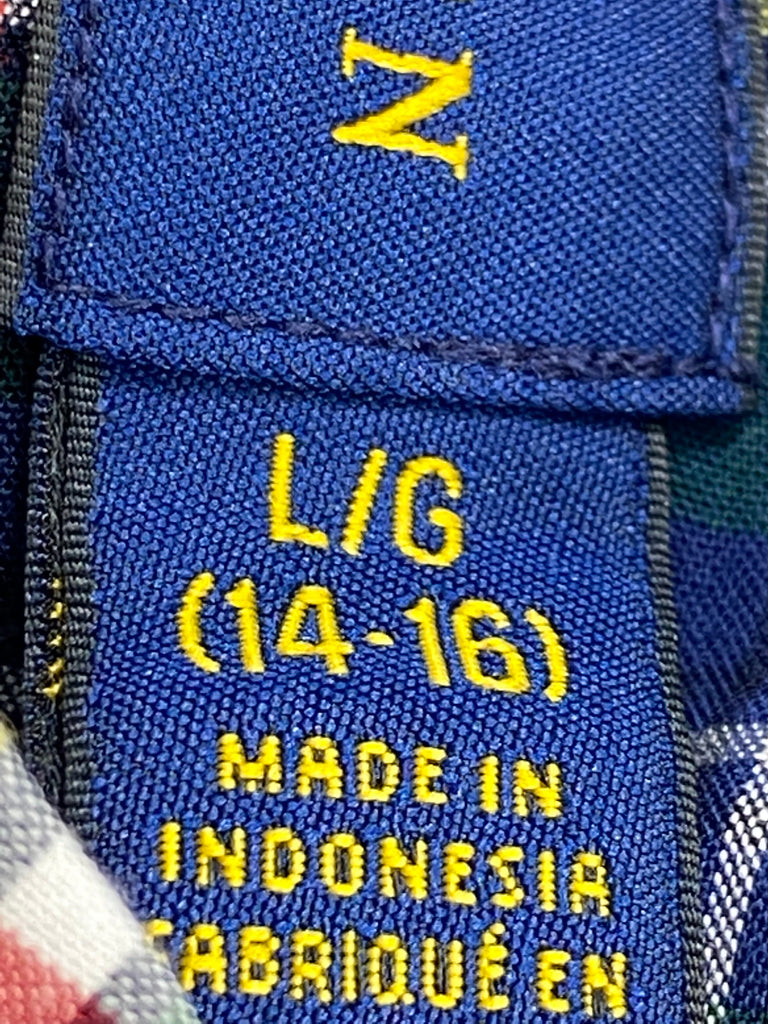 N
L/G
(14-16)
MADE IN
INDONESIA
FABRIQUÉ EN